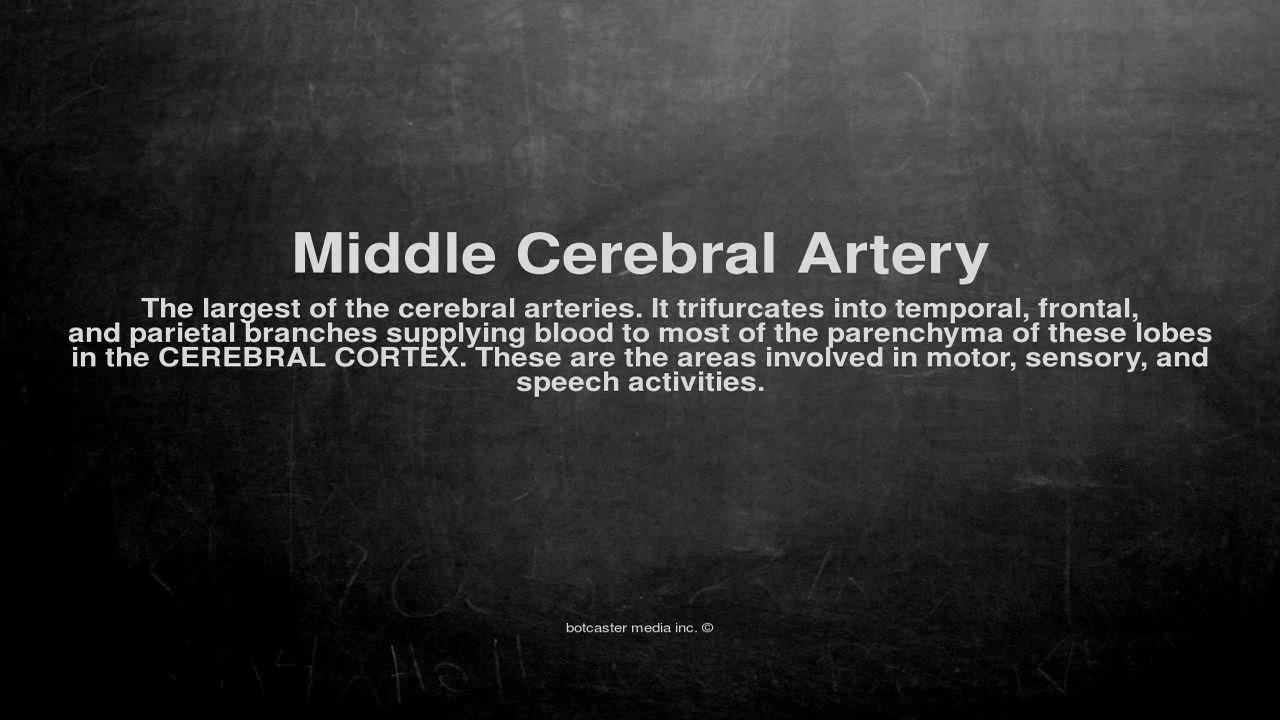 Middle Cerebral Artery
The largest of the cerebral arteries. It trifurcates into temporal, frontal,
and parietal branches supplying blood to most of the parenchyma of these lobes
in the CEREBRAL CORTEX. These are the areas involved in motor, sensory, and
speech activities.
botcaster media inc. ©